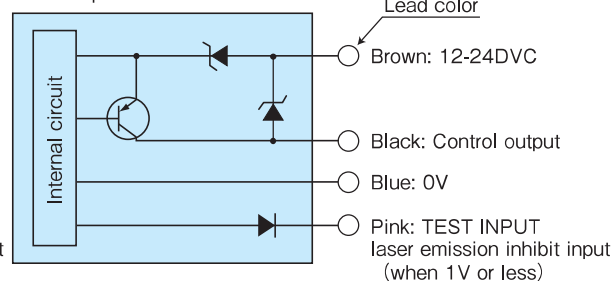 Lead color
Brown: 12-24DVC
Internal circuit
Black: Control output
Blue: 0V
Pink: TEST INPUT
laser emission inhibit input
(when 1V or less)